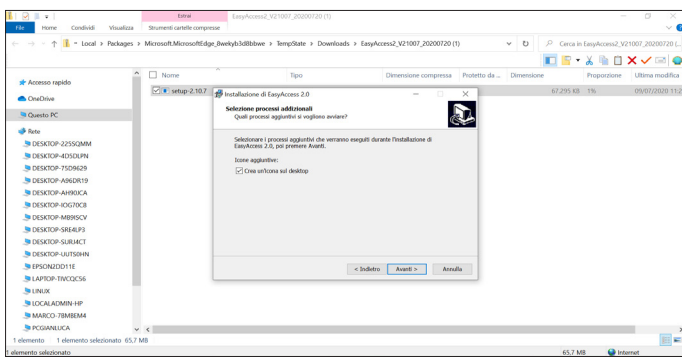 Estrai
EasyAccess2_V21007_20200720 (1)
File Home Condividi Visualizza Strumenti cartelle compresse
Local › Packages › Microsoft.MicrosoftEdge_8wekyb3d8bbwe › TempState › Downloads › EasyAccess2_V21007_20200720 (1)
Cerca in EasyAccess2_V21007_20200720 (...
Nome Tipo Dimensione compressa Protetto da ... Dimensione Proporzione Ultima modifica
setup-2.10.7
67.295 KB 1% 09/07/2020 11:2
Accesso rapido
OneDrive
Questo PC
Rete
DESKTOP-225SQMM
DESKTOP-4D5DLPN
DESKTOP-75D9629
DESKTOP-A96DR19
DESKTOP-AH90JCA
DESKTOP-IOG70C8
DESKTOP-MB9ISCV
DESKTOP-SRE4LP3
DESKTOP-SURJ4CT
DESKTOP-UUTS0HN
EPSON2DD11E
LAPTOP-TIVCQC56
LINUX
LOCALADMIN-HP
MARCO-7BMBEM4
PCGIANLUCA
Installazione di EasyAccess 2.0
Selezione processi addizionali
Quali processi aggiuntivi si vogliono avviare?
Selezionare i processi aggiuntivi che verranno eseguiti durante l'installazione di
EasyAccess 2.0, poi premere Avanti.
Icone aggiuntive:
Crea un'icona sul desktop
< Indietro Avanti > Annulla
1 elemento 1 elemento selezionato 65,7 MB
1 elemento selezionato 65,7 MB Internet